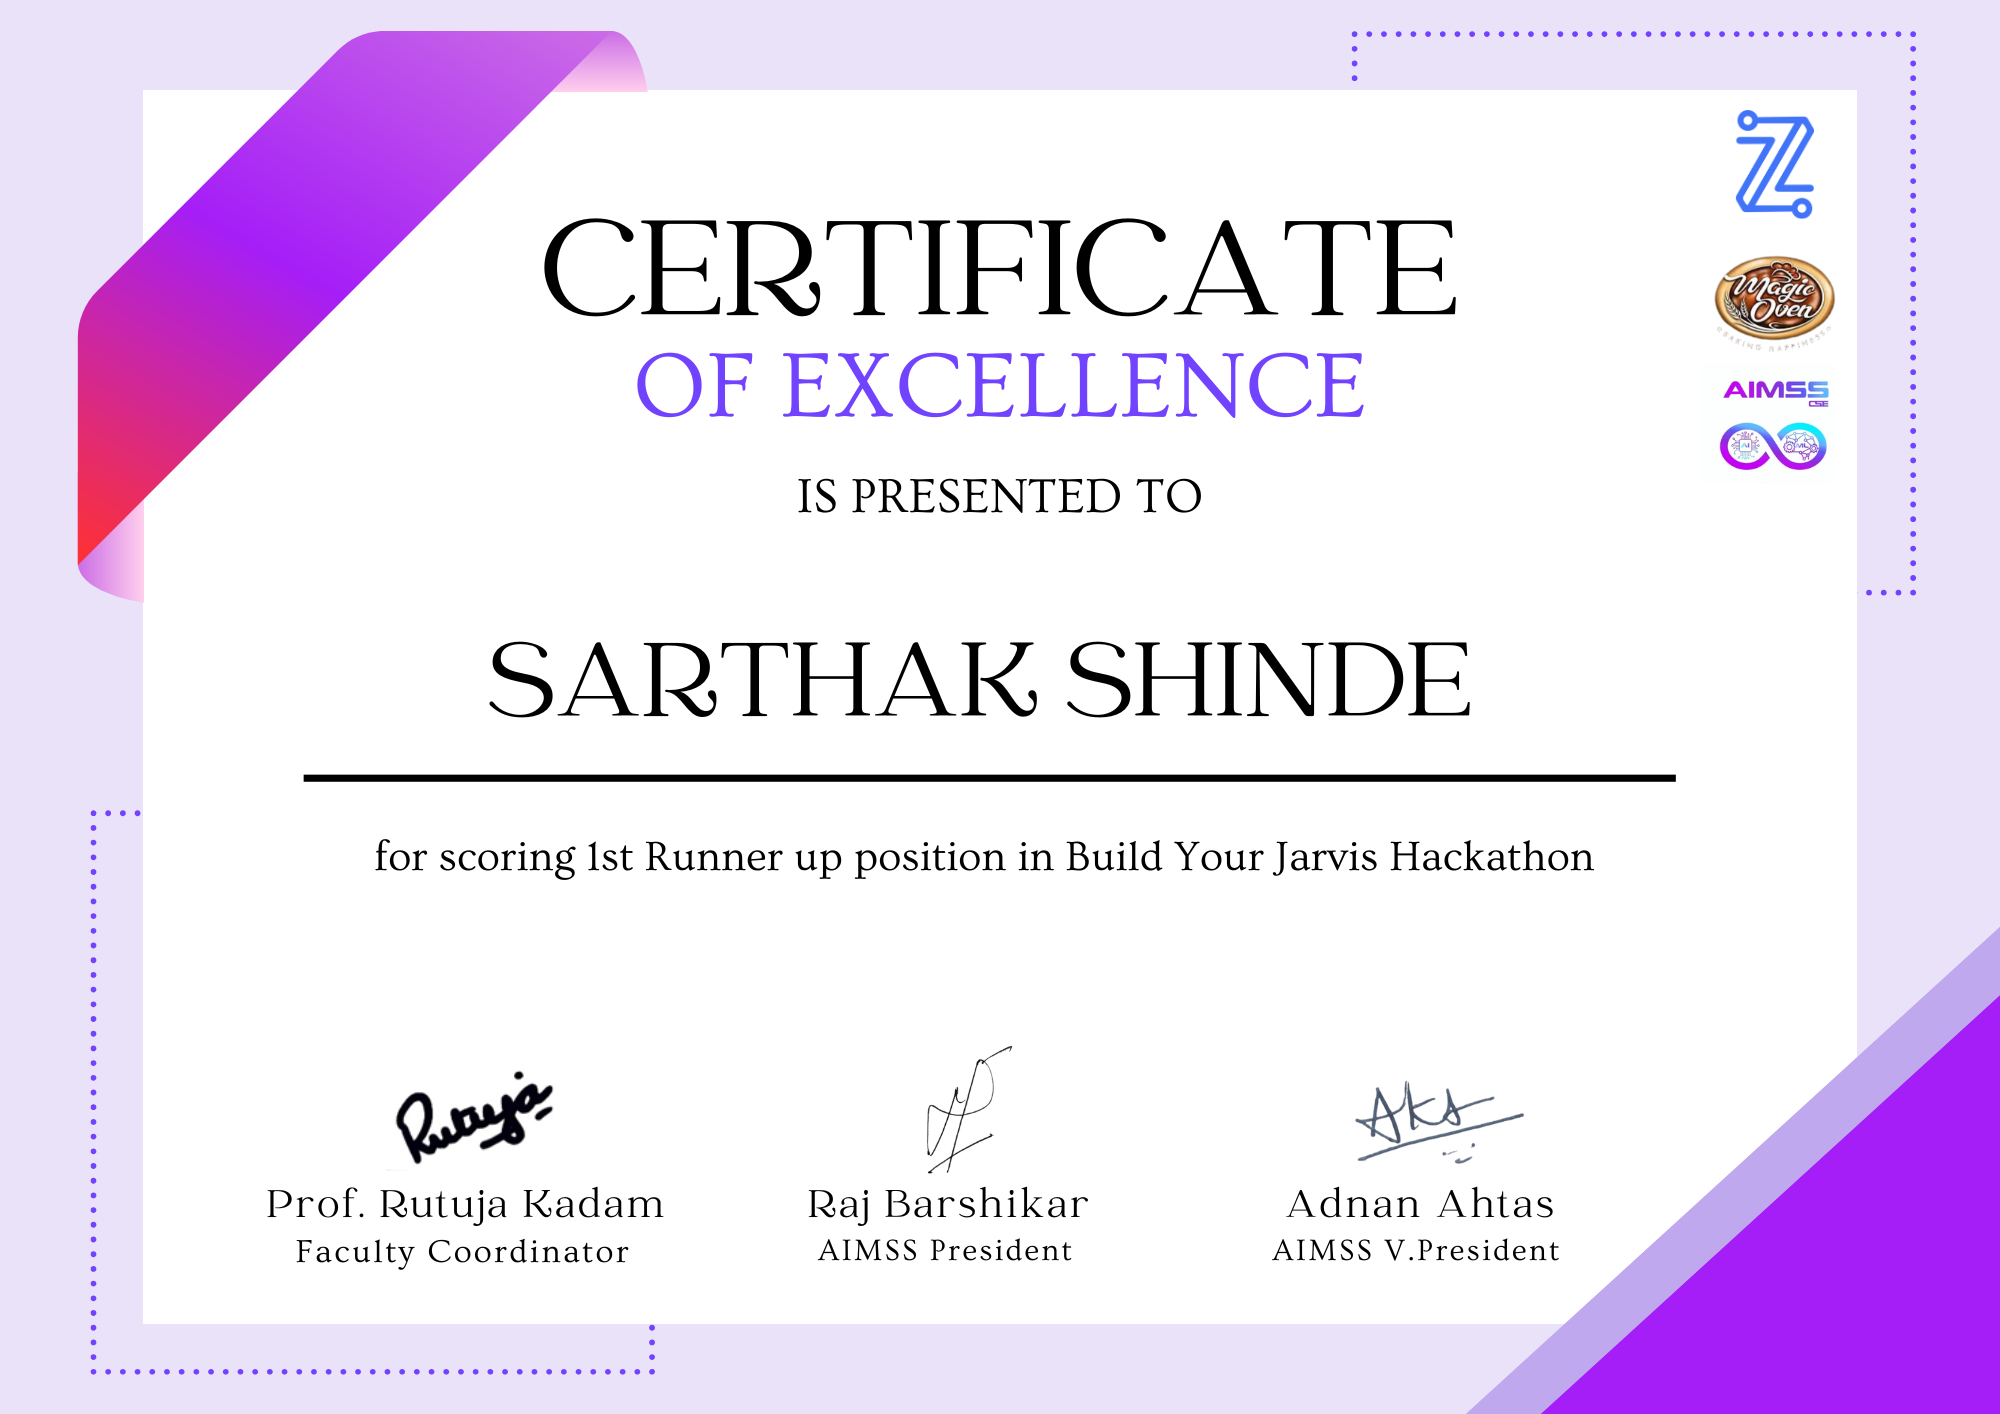 CERTIFICATE
OF EXCELLENCE
IS PRESENTED TO
SARTHAK SHINDE
for scoring 1st Runner up position in Build Your Jarvis Hackathon
Magic
Oven
BAKING HAPPINESS
AIMSS
CSE
AI
ML
Rutuja
Prof. Rutuja Kadam
Faculty Coordinator
Raj Barshikar
AIMSS President
Adnan Ahtas
AIMSS V.President